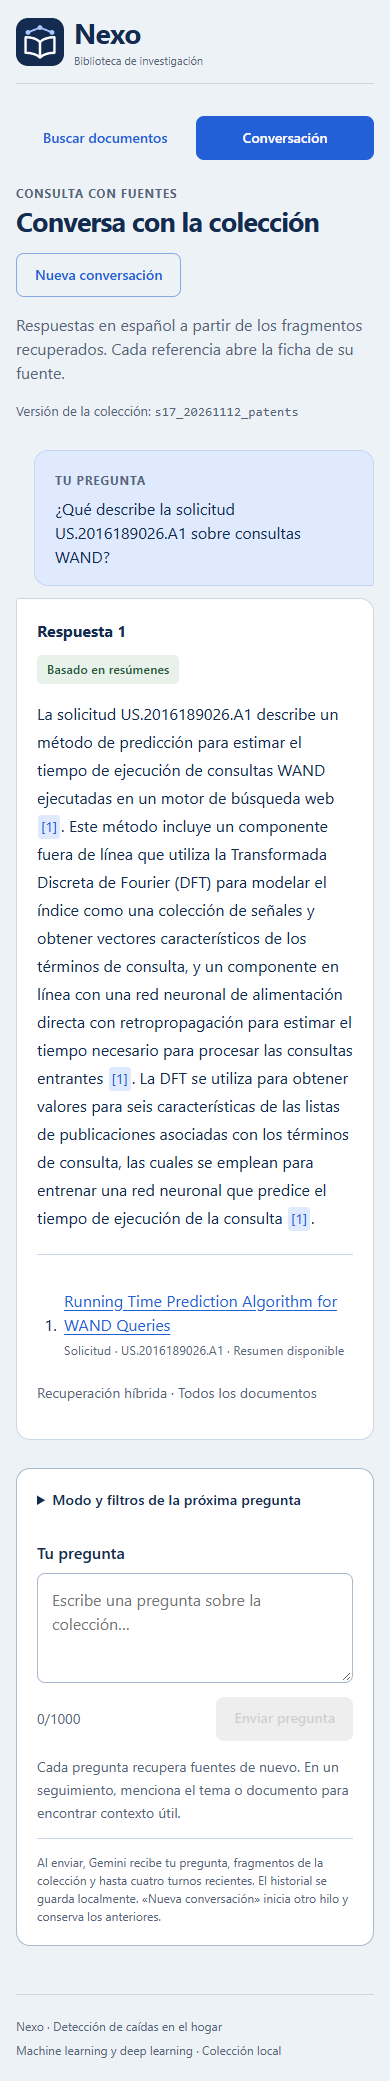 Nexo
Biblioteca de investigación
Buscar documentos
Conversación
CONSULTA CON FUENTES
Conversa con la colección
Nueva conversación
Respuestas en español a partir de los fragmentos
recuperados. Cada referencia abre la ficha de su
fuente.
Versión de la colección: s17_20261112_patents
TU PREGUNTA
¿Qué describe la solicitud
US.2016189026.A1 sobre consultas
WAND?
Respuesta 1
Basado en resúmenes
La solicitud US.2016189026.A1 describe un
método de predicción para estimar el
tiempo de ejecución de consultas WAND
ejecutadas en un motor de búsqueda web
[1]. Este método incluye un componente
fuera de línea que utiliza la Transformada
Discreta de Fourier (DFT) para modelar el
índice como una colección de señales y
obtener vectores característicos de los
términos de consulta, y un componente en
línea con una red neuronal de alimentación
directa con retropropagación para estimar el
tiempo necesario para procesar las consultas
entrantes [1]. La DFT se utiliza para obtener
valores para seis características de las listas
de publicaciones asociadas con los términos
de consulta, las cuales se emplean para
entrenar una red neuronal que predice el
tiempo de ejecución de la consulta [1].
1. Running Time Prediction Algorithm for
WAND Queries
Solicitud · US.2016189026.A1 · Resumen disponible
Recuperación híbrida · Todos los documentos
▶ Modo y filtros de la próxima pregunta
Tu pregunta
Escribe una pregunta sobre la
colección...
0/1000
Enviar pregunta
Cada pregunta recupera fuentes de nuevo. En un
seguimiento, menciona el tema o documento para
encontrar contexto útil.
Al enviar, Gemini recibe tu pregunta, fragmentos de la
colección y hasta cuatro turnos recientes. El historial se
guarda localmente. «Nueva conversación» inicia otro hilo y
conserva los anteriores.
Nexo · Detección de caídas en el hogar
Machine learning y deep learning · Colección local